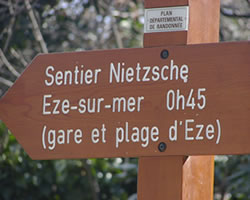 PLAN
DEPARTEMENTAL
DE RANDONNEE
Sentier Nietzsche
Eze-sur-mer 0h45
(gare et plage d'Eze)